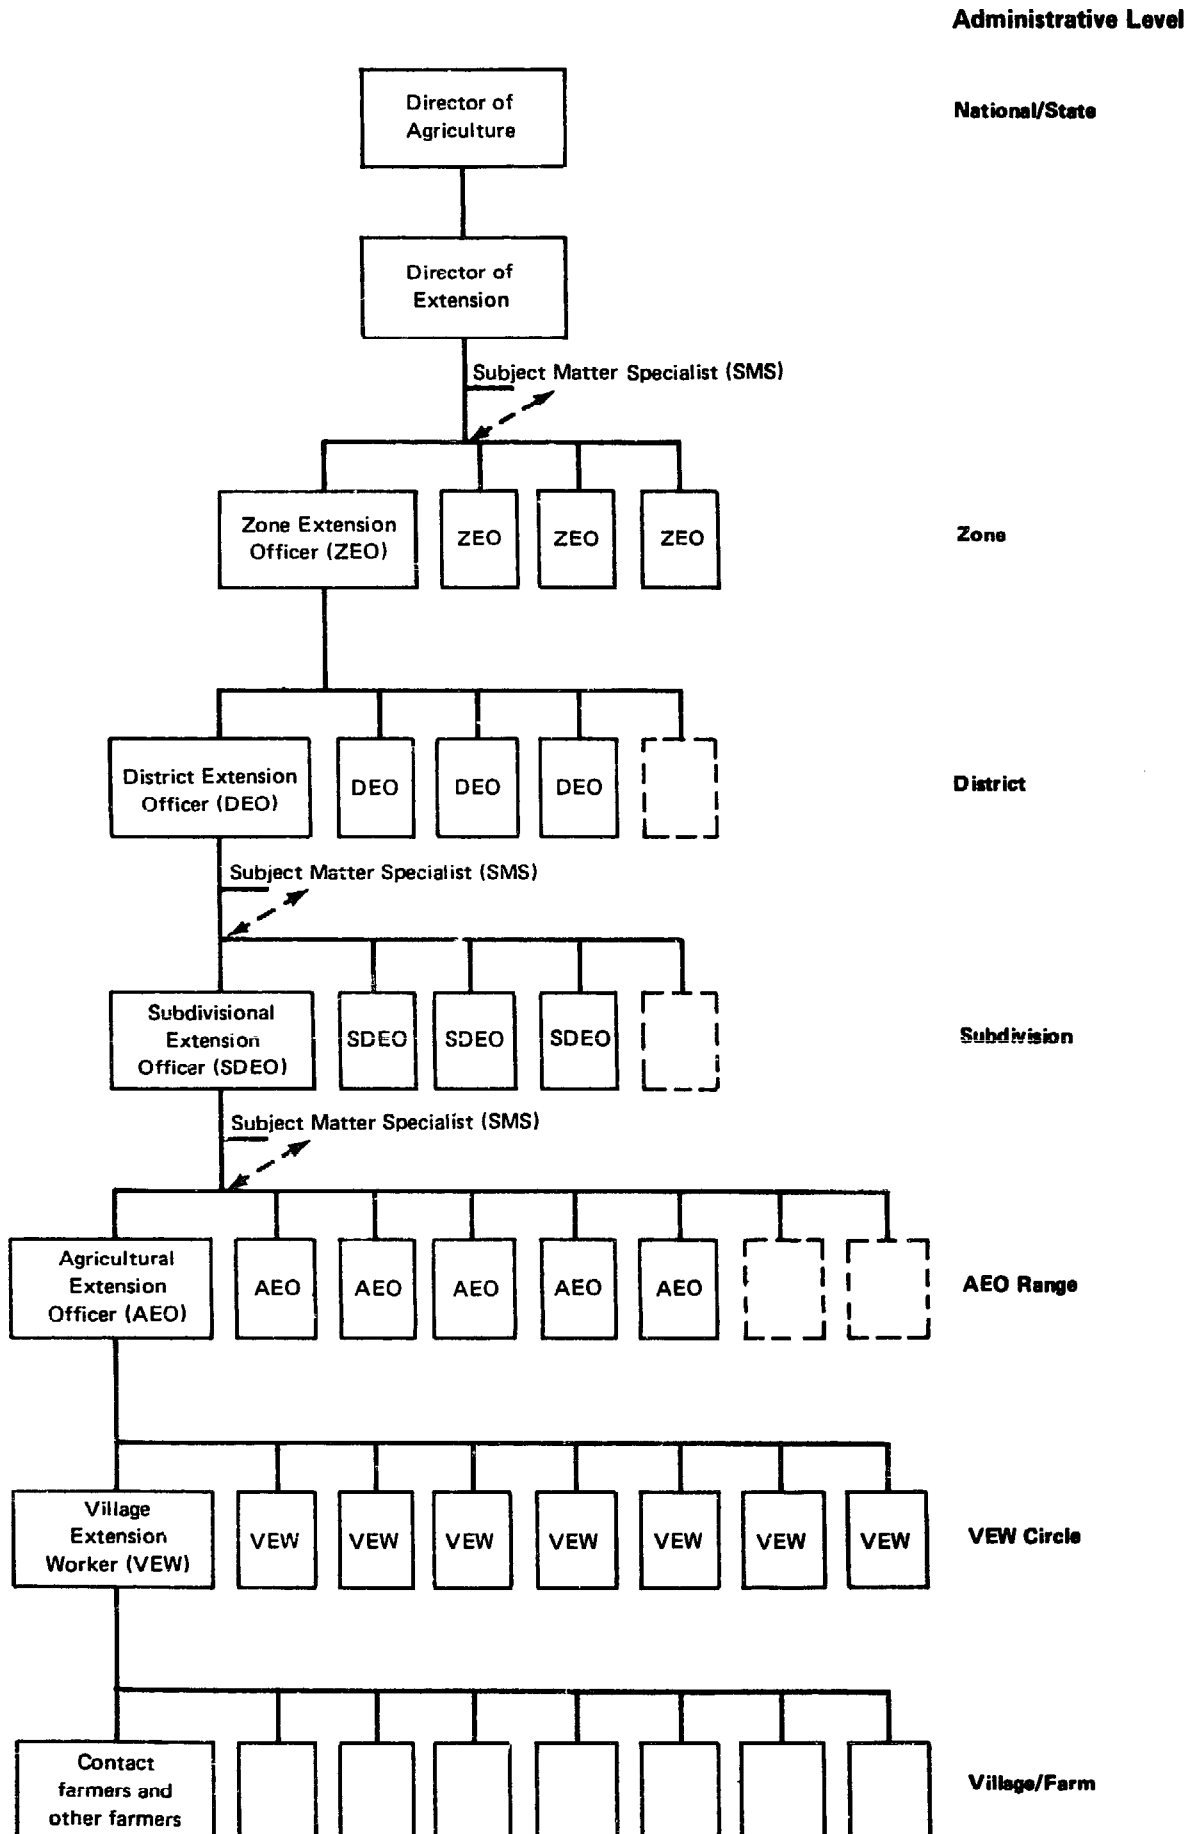 Administrative Level
Director of
Agriculture
National/State
Director of
Extension
Subject Matter Specialist (SMS)
Zone Extension
Officer (ZEO)
ZEO
ZEO
ZEO
Zone
District Extension
Officer (DEO)
DEO
DEO
DEO
District
Subject Matter Specialist (SMS)
Subdivisional
Extension
Officer (SDEO)
SDEO
SDEO
SDEO
Subdivision
Subject Matter Specialist (SMS)
Agricultural
Extension
Officer (AEO)
AEO
AEO
AEO
AEO
AEO
AEO Range
Village
Extension
Worker (VEW)
VEW
VEW
VEW
VEW
VEW
VEW
VEW
VEW Circle
Contact
farmers and
other farmers
Village/Farm